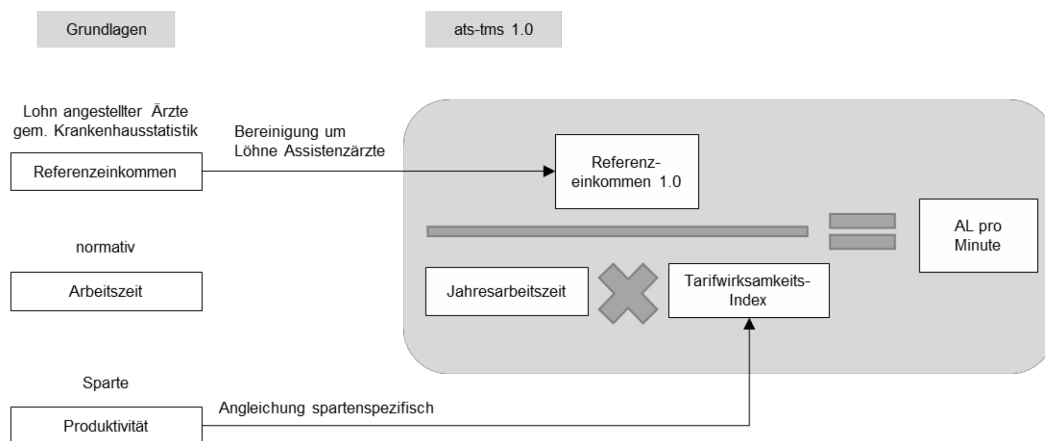 Grundlagen
ats-tms 1.0
Lohn angestellter Ärzte
gem. Krankenhausstatistik
Referenzeinkommen
Bereinigung um
Löhne Assistenzärzte
Referenz-
einkommen 1.0
AL pro
Minute
normativ
Arbeitszeit
Jahresarbeitszeit
Tarifwirksamkeits-
Index
Sparte
Produktivität
Angleichung spartenspezifisch